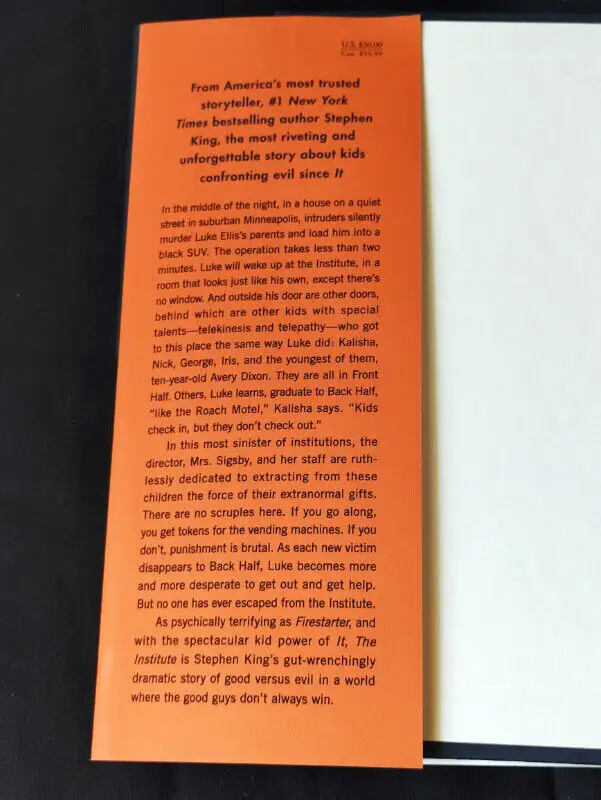 U.S. $30.00
Can. $39.99
From America's most trusted
storyteller, #1 New York
Times bestselling author Stephen
King, the most riveting and
unforgettable story about kids
confronting evil since It
In the middle of the night, in a house on a quiet
street in suburban Minneapolis, intruders silently
murder Luke Ellis's parents and load him into a
black SUV. The operation takes less than two
minutes. Luke will wake up at the Institute, in a
room that looks just like his own, except there's
no window. And outside his door are other doors,
behind which are other kids with special
talents—telekinesis and telepathy—who got
to this place the same way Luke did: Kalisha,
Nick, George, Iris, and the youngest of them,
ten-year-old Avery Dixon. They are all in Front
Half. Others, Luke learns, graduate to Back Half,
"like the Roach Motel," Kalisha says. "Kids
check in, but they don't check out."
In this most sinister of institutions, the
director, Mrs. Sigsby, and her staff are ruth-
lessly dedicated to extracting from these
children the force of their extranormal gifts.
There are no scruples here. If you go along,
you get tokens for the vending machines. If you
don't, punishment is brutal. As each new victim
disappears to Back Half, Luke becomes more
and more desperate to get out and get help.
But no one has ever escaped from the Institute.
As psychically terrifying as Firestarter, and
with the spectacular kid power of It, The
Institute is Stephen King's gut-wrenchingly
dramatic story of good versus evil in a world
where the good guys don't always win.